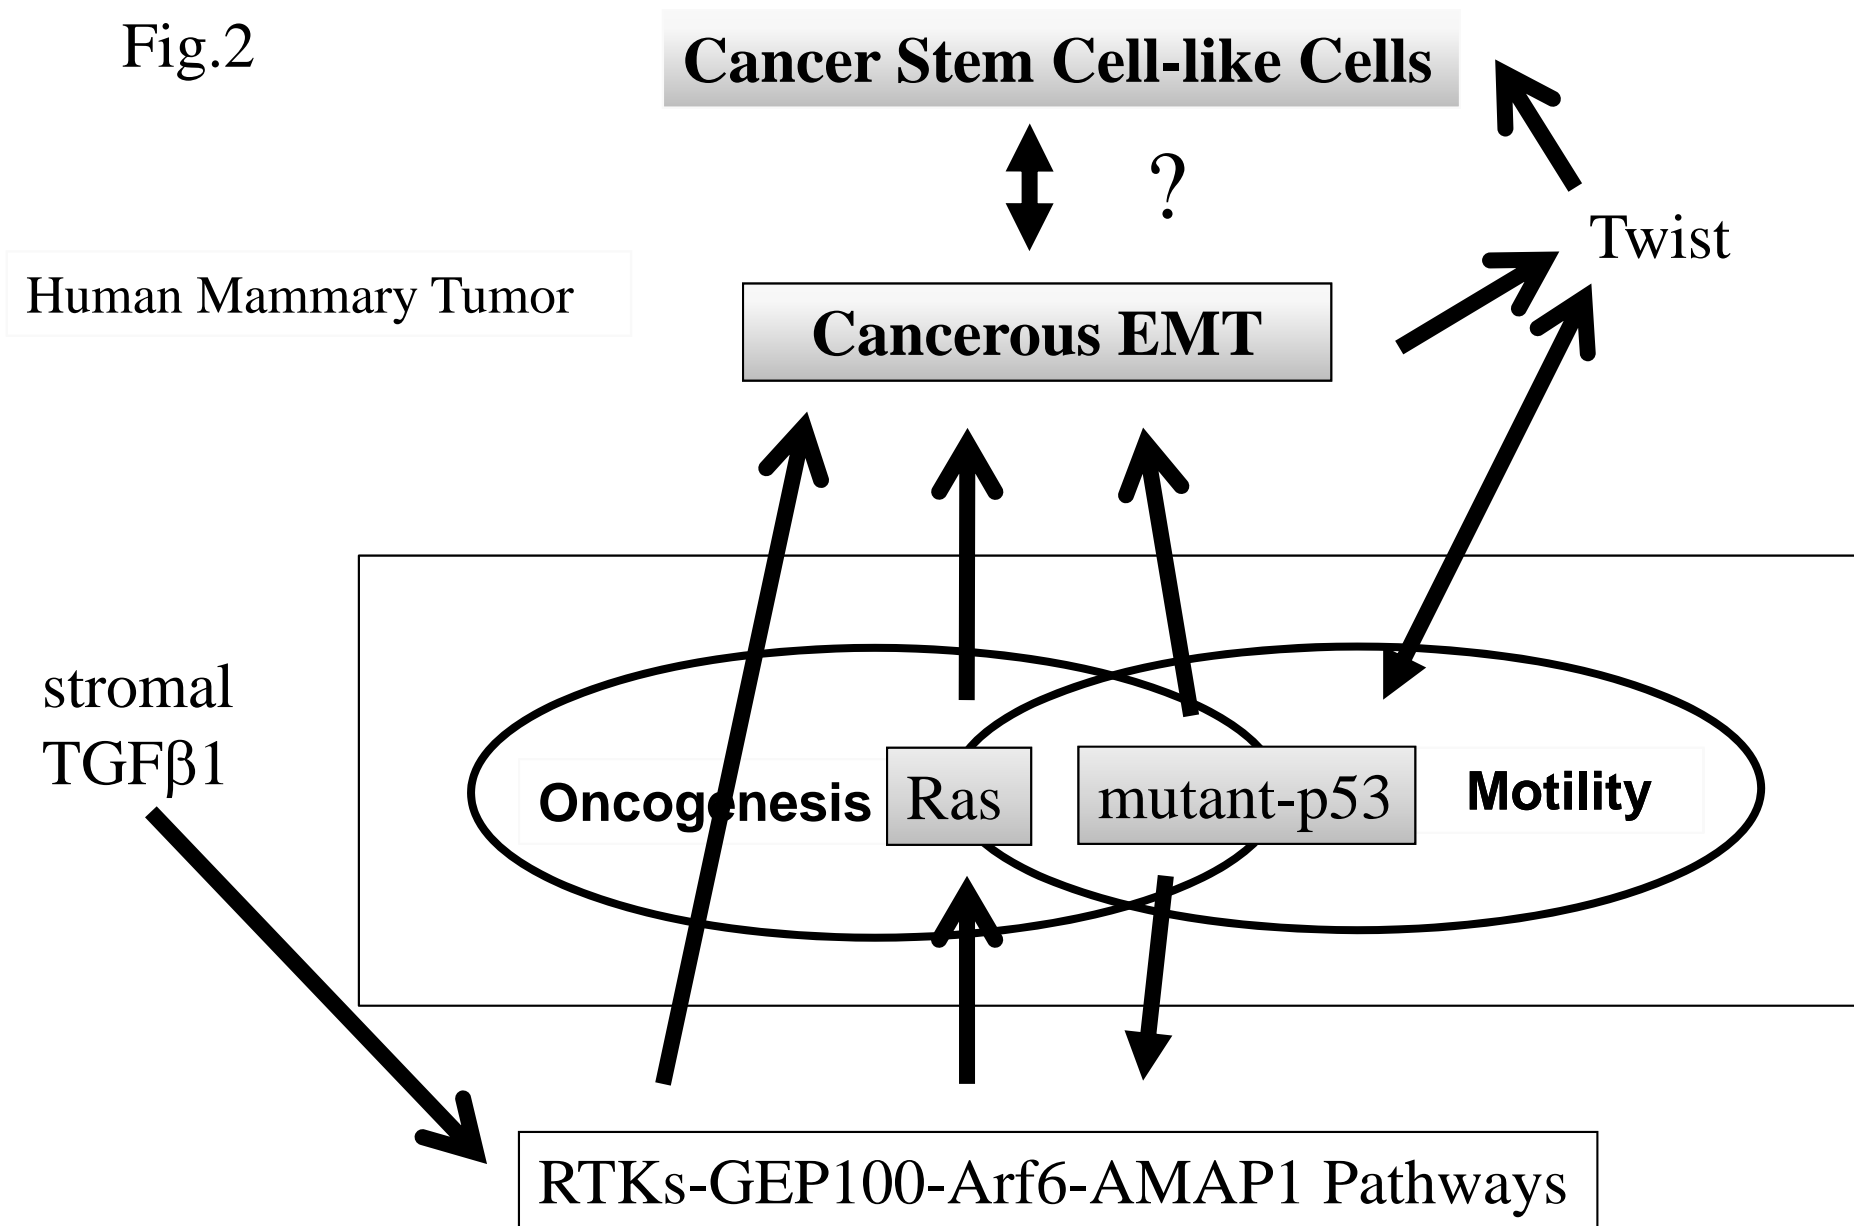 Fig.2
Cancer Stem Cell-like Cells
?
Twist
Human Mammary Tumor
Cancerous EMT
stromal
TGFβ1
Oncogenesis
Ras
mutant-p53
Motility
RTKs-GEP100-Arf6-AMAP1 Pathways